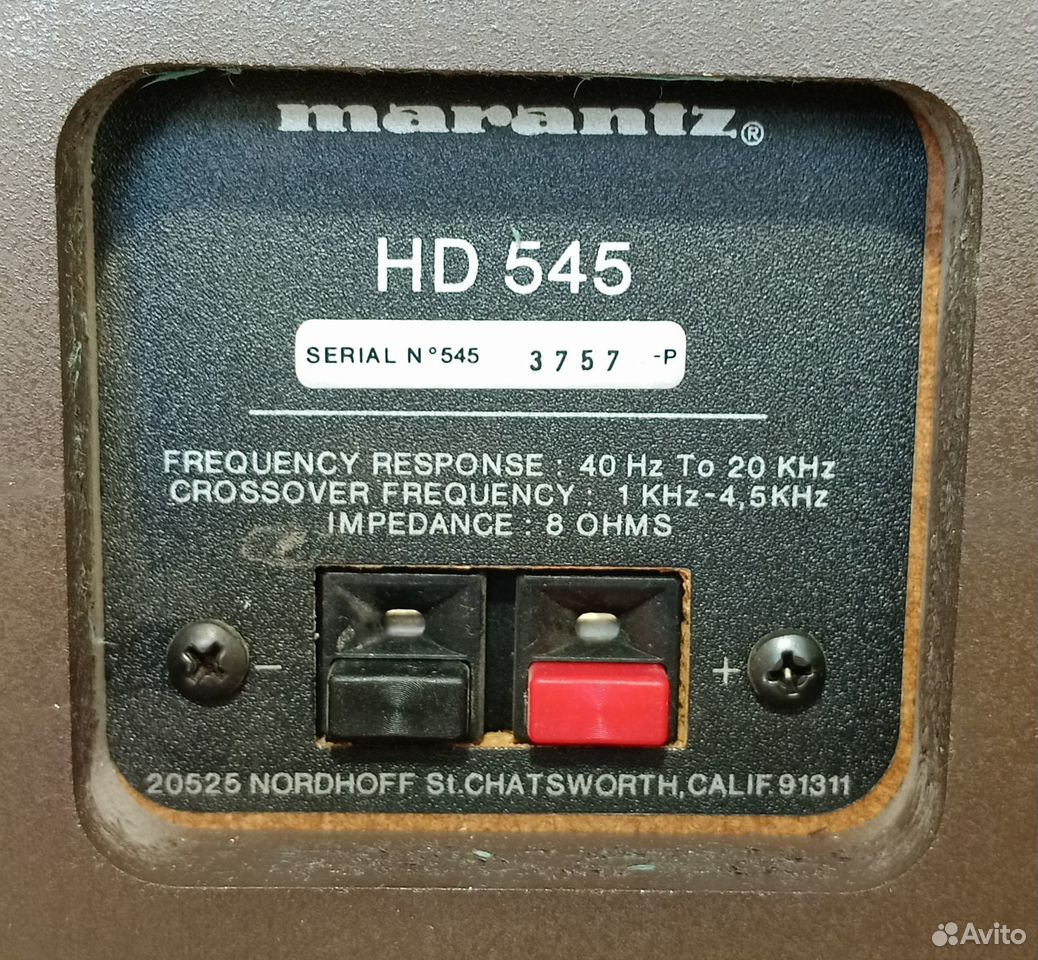 marantz®
HD 545
SERIAL N°545 3757 -P
FREQUENCY RESPONSE : 40 Hz To 20 KHz
CROSSOVER FREQUENCY : 1 KHz-4,5KHz
IMPEDANCE : 8 OHMS
- +
20525 NORDHOFF St.CHATSWORTH,CALIF. 91311
Avito